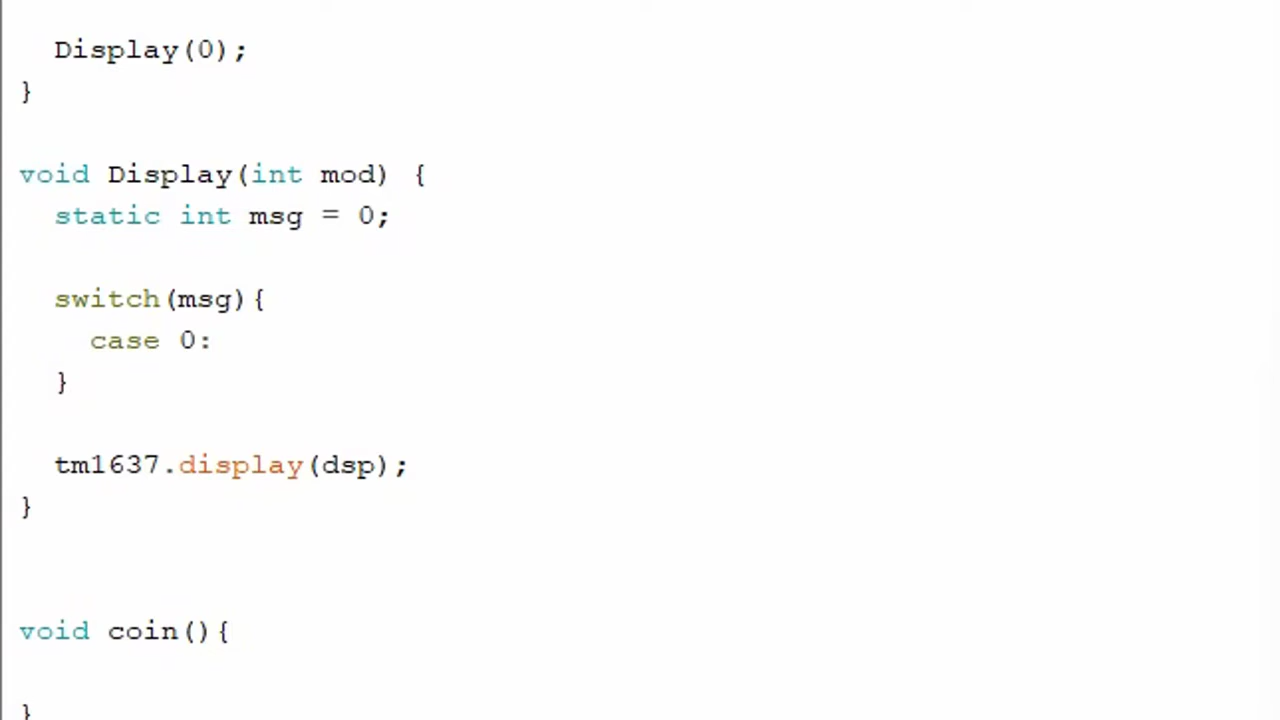 Display(0);
}
void Display(int mod) {
static int msg = 0;
switch(msg){
case 0:
}
tm1637.display(dsp);
}
void coin(){
}